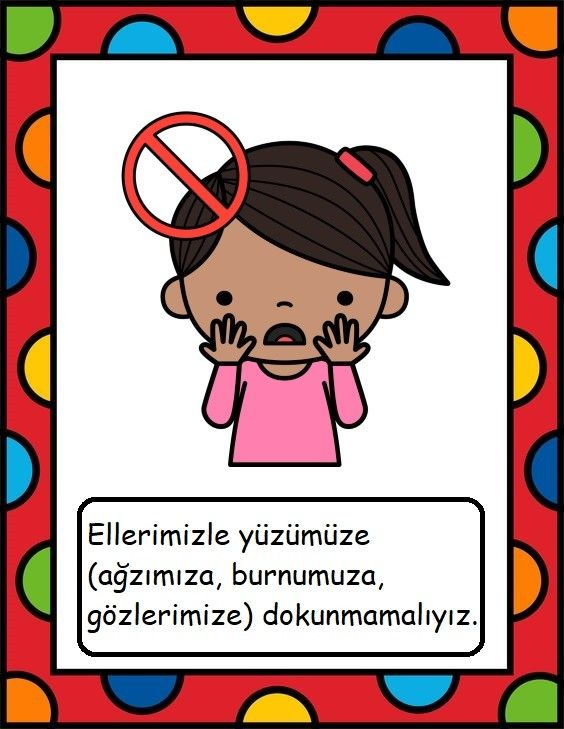 Ellerimizle yüzümüze
(ağzımıza, burnumuza,
gözlerimize) dokunmamalıyız.